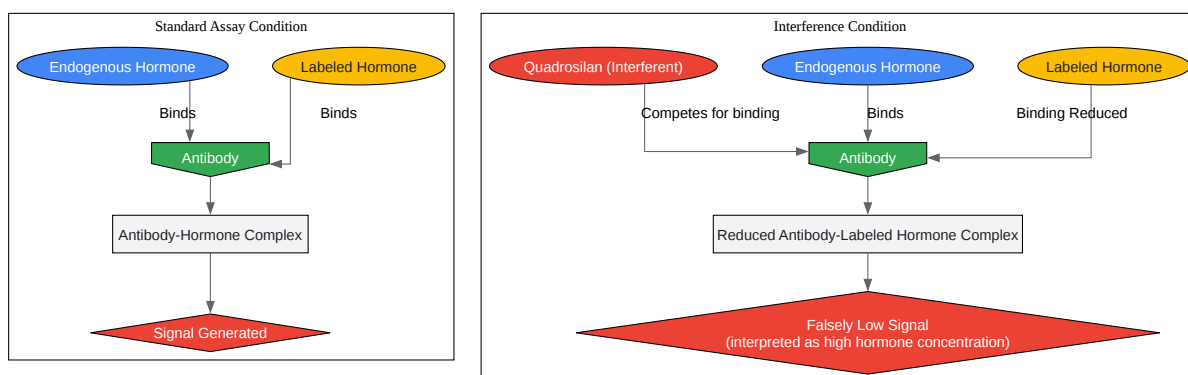 Standard Assay Condition
Endogenous Hormone
Labeled Hormone
Binds
Binds
Antibody
Antibody-Hormone Complex
Signal Generated
Interference Condition
Quadrosilan (Interferent)
Endogenous Hormone
Labeled Hormone
Competes for binding
Binds
Binding Reduced
Antibody
Reduced Antibody-Labeled Hormone Complex
Falsely Low Signal
(interpreted as high hormone concentration)